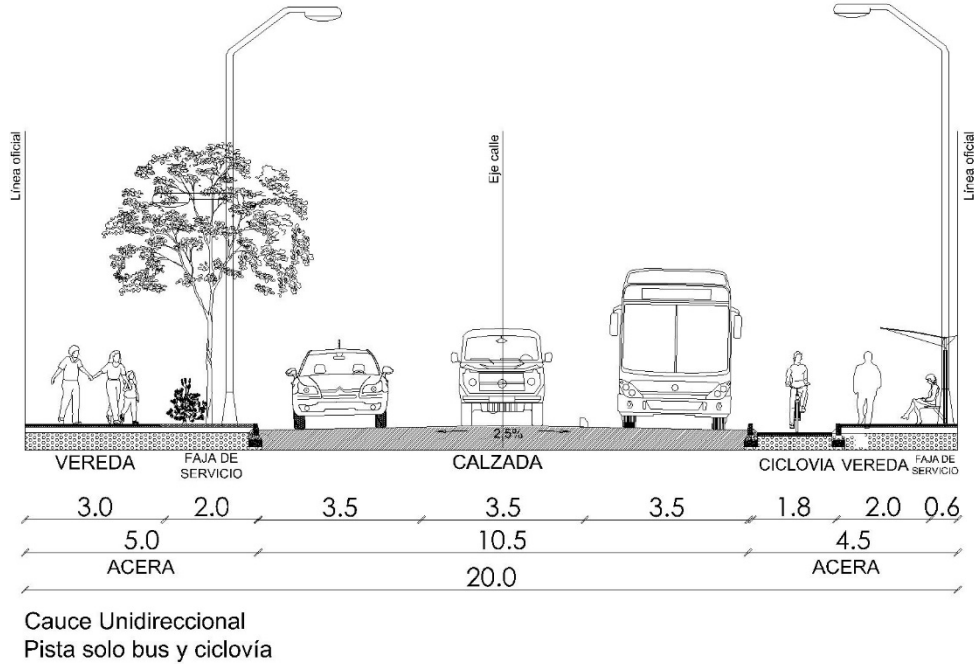 Línea oficial
Eje calle
Línea oficial
2,5%
VEREDA
FAJA DE
SERVICIO
CALZADA
CICLOVIA
VEREDA
FAJA DE
SERVICIO
3.0
2.0
3.5
3.5
3.5
1.8
2.0
0.6
5.0
10.5
4.5
ACERA
ACERA
20.0
Cauce Unidireccional
Pista solo bus y ciclovía